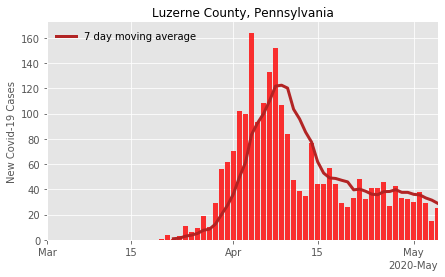 Luzerne County, Pennsylvania
7 day moving average
New Covid-19 Cases
160
140
120
100
80
60
40
20
0
Mar 15 Apr 15 May
2020-May